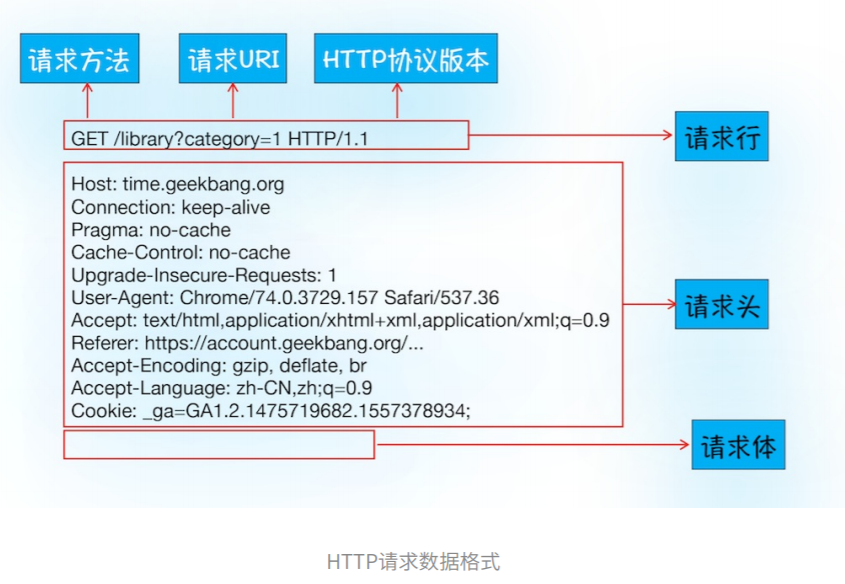 请求方法
请求URI
HTTP协议版本
GET /library?category=1 HTTP/1.1
请求行
Host: time.geekbang.org
Connection: keep-alive
Pragma: no-cache
Cache-Control: no-cache
Upgrade-Insecure-Requests: 1
User-Agent: Chrome/74.0.3729.157 Safari/537.36
Accept: text/html,application/xhtml+xml,application/xml;q=0.9
Referer: https://account.geekbang.org/...
Accept-Encoding: gzip, deflate, br
Accept-Language: zh-CN,zh;q=0.9
Cookie: _ga=GA1.2.1475719682.1557378934;
请求头
请求体
HTTP请求数据格式